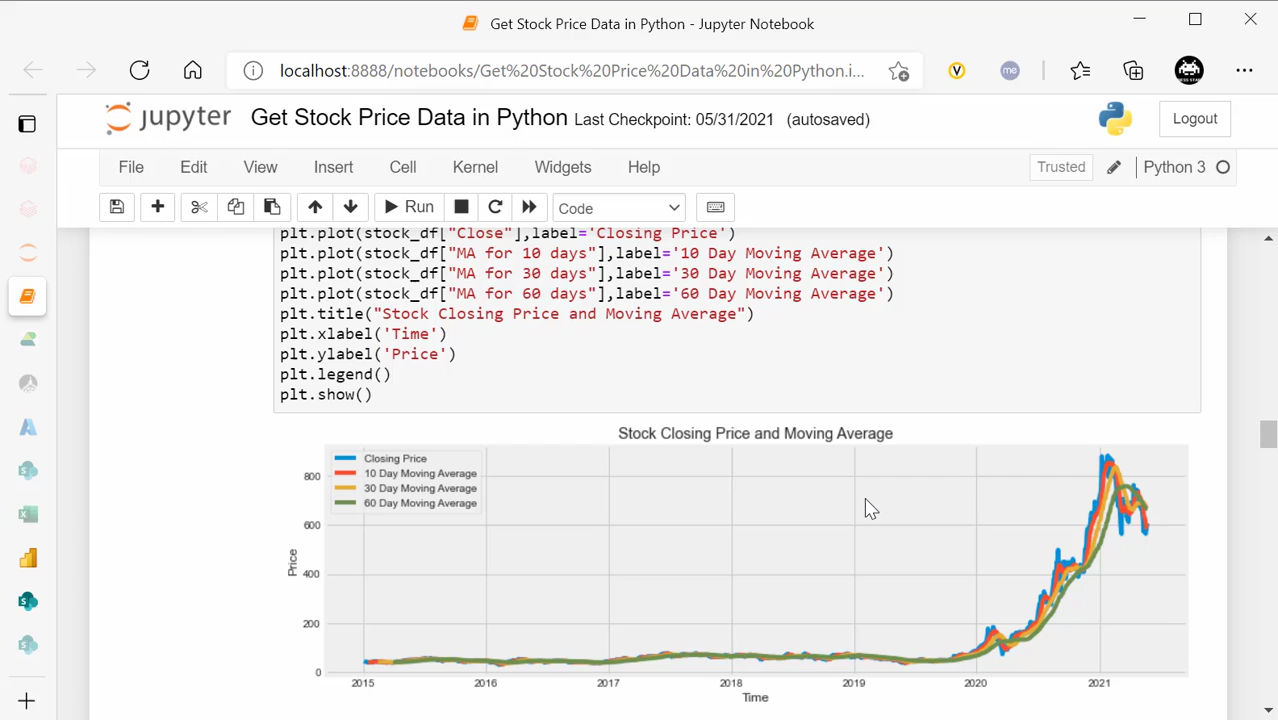 Get Stock Price Data in Python - Jupyter Notebook
localhost:8888/notebooks/Get%20Stock%20Price%20Data%20in%20Python.i...
V
me
jupyter Get Stock Price Data in Python Last Checkpoint: 05/31/2021 (autosaved)
Logout
File Edit View Insert Cell Kernel Widgets Help
Trusted
Python 3
Run
Code
plt.plot(stock_df["Close"],label='Closing Price')
plt.plot(stock_df["MA for 10 days"],label='10 Day Moving Average')
plt.plot(stock_df["MA for 30 days"],label='30 Day Moving Average')
plt.plot(stock_df["MA for 60 days"],label='60 Day Moving Average')
plt.title("Stock Closing Price and Moving Average")
plt.xlabel('Time')
plt.ylabel('Price')
plt.legend()
plt.show()
Stock Closing Price and Moving Average
Closing Price
10 Day Moving Average
30 Day Moving Average
60 Day Moving Average
800
600
400
200
0
Price
2015 2016 2017 2018 2019 2020 2021
Time